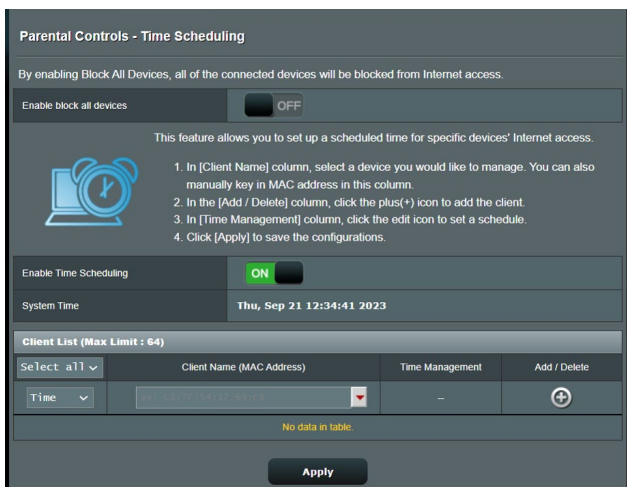 Parental Controls - Time Scheduling
By enabling Block All Devices, all of the connected devices will be blocked from Internet access.
Enable block all devices
OFF
This feature allows you to set up a scheduled time for specific devices' Internet access.
1. In [Client Name] column, select a device you would like to manage. You can also
manually key in MAC address in this
column.
2. In the [Add / Delete] column, click the plus(+) icon to add the client.
3. In [Time Management] column, click the edit icon to set a schedule.
4. Click [Apply] to save the configurations.
Enable Time Scheduling
ON
System Time
Thu, Sep 21 12:34:41 2023
Client List (Max Limit : 64)
Select all
Client Name (MAC Address)
Time Management
Add / Delete
Time
–
No data in table.
Apply